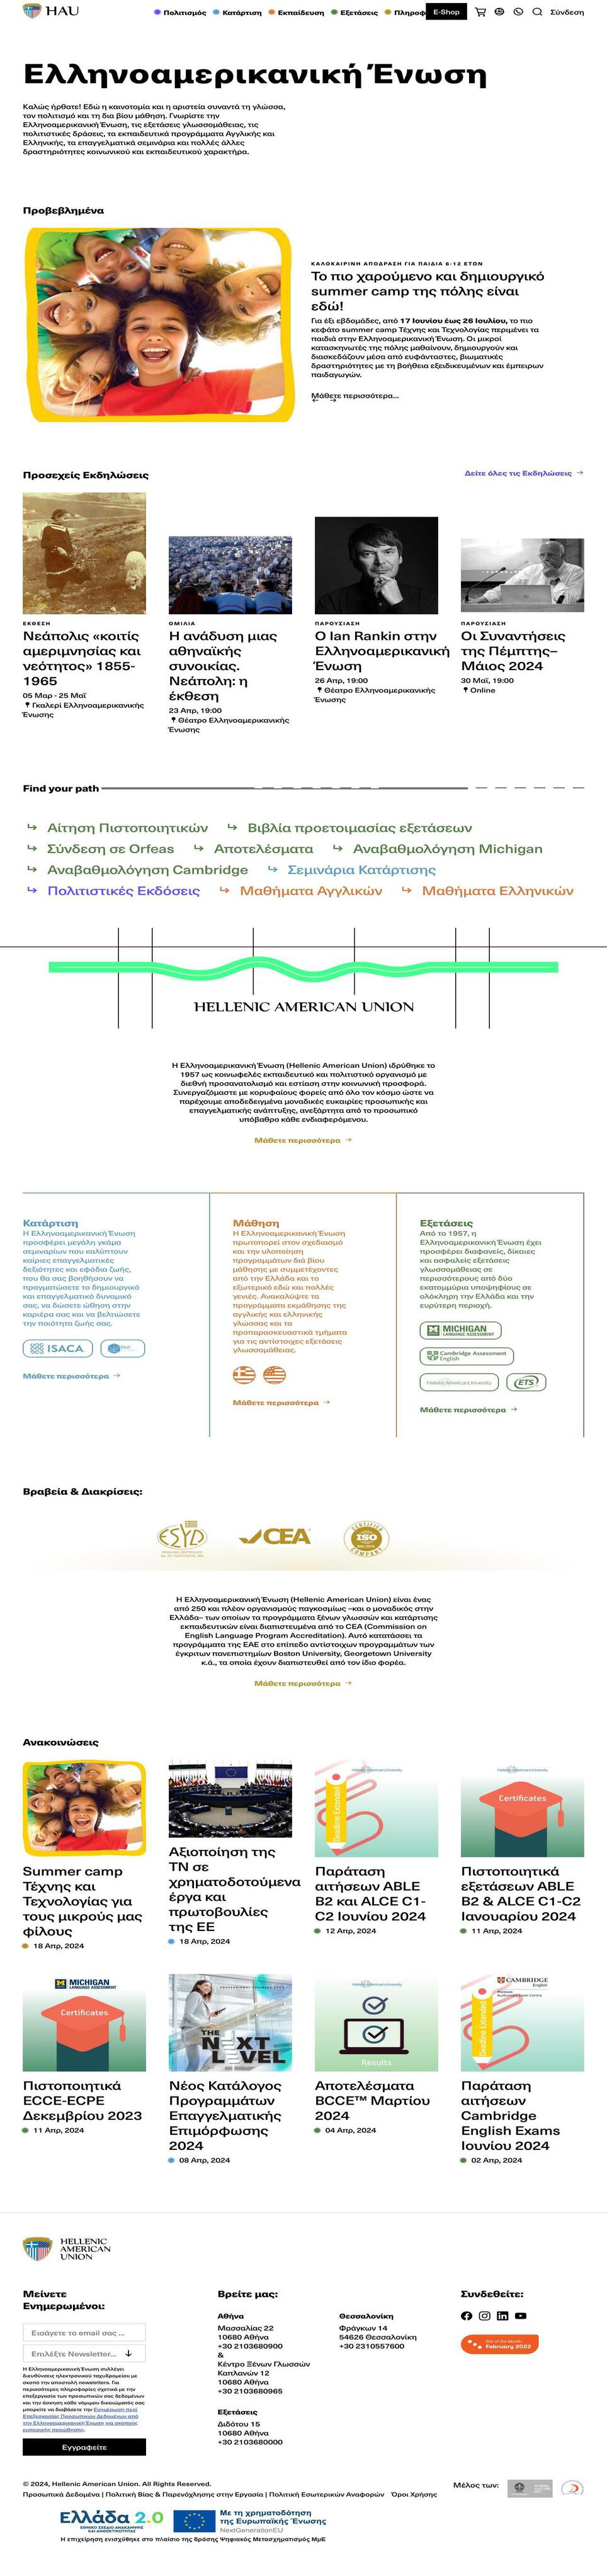 HAU
Πολιτισμός Κατάρτιση Εκπαίδευση Εξετάσεις Πληροφ E-Shop Σύνδεση
Ελληνοαμερικανική Ένωση
Καλώς ήρθατε! Εδώ η καινοτομία και η αριστεία συναντά τη γλώσσα,
τον πολιτισμό και τη δια βίου μάθηση. Γνωρίστε την
Ελληνοαμερικανική Ένωση, τις εξετάσεις γλωσσομάθειας, τις
πολιτιστικές δράσεις, τα εκπαιδευτικά προγράμματα Αγγλικής και
Ελληνικής, τα επαγγελματικά σεμινάρια και πολλές άλλες
δραστηριότητες κοινωνικού και εκπαιδευτικού χαρακτήρα.
Προβεβλημένα
ΚΑΛΟΚΑΙΡΙΝΗ ΑΠΟΔΡΑΣΗ ΓΙΑ ΠΑΙΔΙΑ 6-12 ΕΤΩΝ
Το πιο χαρούμενο και δημιουργικό
summer camp της πόλης είναι
εδώ!
Για έξι εβδομάδες, από 17 Ιουνίου έως 26 Ιουλίου, το πιο
κεφάτο summer camp Τέχνης και Τεχνολογίας περιμένει τα
παιδιά στην Ελληνοαμερικανική Ένωση. Οι μικροί
κατασκηνωτές της πόλης μαθαίνουν, δημιουργούν και
διασκεδάζουν μέσα από ευφάνταστες, βιωματικές
δραστηριότητες με τη βοήθεια εξειδικευμένων και έμπειρων
παιδαγωγών.
Μάθετε περισσότερα...
Προσεχείς Εκδηλώσεις
Δείτε όλες τις Εκδηλώσεις →
ΕΚΘΕΣΗ
Νεάπολις «κοιτίς
αμεριμνησίας και
νεότητος» 1855-
1965
05 Μαρ - 25 Μαΐ
Γκαλερί Ελληνοαμερικανικής
Ένωσης
ΟΜΙΛΙΑ
Η ανάδυση μιας
αθηναϊκής
συνοικίας.
Νεάπολη: η
έκθεση
23 Απρ, 19:00
Θέατρο Ελληνοαμερικανικής
Ένωσης
ΠΑΡΟΥΣΙΑΣΗ
Ο Ian Rankin στην
Ελληνοαμερικανική
Ένωση
26 Απρ, 19:00
Θέατρο Ελληνοαμερικανικής
Ένωσης
ΠΑΡΟΥΣΙΑΣΗ
Οι Συναντήσεις
της Πέμπτης–
Μάιος 2024
30 Μαΐ, 19:00
Online
Find your path
Αίτηση Πιστοποιητικών Βιβλία προετοιμασίας εξετάσεων
Σύνδεση σε Orfeas Αποτελέσματα Αναβαθμολόγηση Michigan
Αναβαθμολόγηση Cambridge Σεμινάρια Κατάρτισης
Πολιτιστικές Εκδόσεις Μαθήματα Αγγλικών Μαθήματα Ελληνικών
HELLENIC AMERICAN UNION
Η Ελληνοαμερικανική Ένωση (Hellenic American Union) ιδρύθηκε το
1957 ως κοινωφελές εκπαιδευτικό και πολιτιστικό οργανισμό με
διεθνή προσανατολισμό και εστίαση στην κοινωνική προσφορά.
Συνεργαζόμαστε με κορυφαίους φορείς από όλο τον κόσμο ώστε να
παρέχουμε αποδεδειγμένα μοναδικές ευκαιρίες προσωπικής και
επαγγελματικής ανάπτυξης, ανεξάρτητα από το προσωπικό
υπόβαθρο κάθε ενδιαφερόμενου.
Μάθετε περισσότερα →
Κατάρτιση
Η Ελληνοαμερικανική Ένωση
προσφέρει μεγάλη γκάμα
σεμιναρίων που καλύπτουν
καίριες επαγγελματικές
δεξιότητες και εφόδια ζωής,
που θα σας βοηθήσουν να
πραγματώσετε το δημιουργικό
και επαγγελματικό δυναμικό
σας, να δώσετε ώθηση στην
καριέρα σας και να βελτιώσετε
την ποιότητα ζωής σας.
ISACA
Μάθετε περισσότερα →
Μάθηση
Η Ελληνοαμερικανική Ένωση
πρωτοπορεί στον σχεδιασμό
και την υλοποίηση
προγραμμάτων διά βίου
μάθησης με συμμετέχοντες
από την Ελλάδα και το
εξωτερικό εδώ και πολλές
γενιές. Ανακαλύψτε τα
προγράμματα εκμάθησης της
αγγλικής και ελληνικής
γλώσσας και τα
προπαρασκευαστικά τμήματα
για τις αντίστοιχες εξετάσεις
γλωσσομάθειας.
Μάθετε περισσότερα →
Εξετάσεις
Από το 1957, η
Ελληνοαμερικανική Ένωση έχει
προσφέρει διαφανείς, δίκαιες
και ασφαλείς εξετάσεις
γλωσσομάθειας σε
περισσότερους από δύο
εκατομμύρια υποψηφίους σε
ολόκληρη την Ελλάδα και την
ευρύτερη περιοχή.
MICHIGAN
LANGUAGE ASSESSMENT
Cambridge Assessment
English
Hellenic American University
ETS
Μάθετε περισσότερα →
Βραβεία & Διακρίσεις:
ESYD
CEA
CERTIFIED
ISO
COMPANY
Η Ελληνοαμερικανική Ένωση (Hellenic American Union) είναι ένας
από 250 και πλέον οργανισμούς παγκοσμίως –και ο μοναδικός στην
Ελλάδα– των οποίων τα προγράμματα ξένων γλωσσών και κατάρτισης
εκπαιδευτικών είναι διαπιστευμένα από το CEA (Commission on
English Language Program Accreditation). Αυτό κατατάσσει τα
προγράμματα της ΕΑΕ στο επίπεδο αντίστοιχων προγραμμάτων των
έγκριτων πανεπιστημίων Boston University, Georgetown University
κ.ά., τα οποία έχουν διαπιστευθεί από τον ίδιο φορέα.
Μάθετε περισσότερα →
Ανακοινώσεις
Summer camp
Τέχνης και
Τεχνολογίας για
τους μικρούς μας
φίλους
18 Απρ, 2024
Αξιοποίηση της
ΤΝ σε
χρηματοδοτούμενα
έργα και
πρωτοβουλίες
της ΕΕ
18 Απρ, 2024
Hellenic American University
Deadline Extended
Παράταση
αιτήσεων ABLE
B2 και ALCE C1-
C2 Ιουνίου 2024
12 Απρ, 2024
Hellenic American University
Certificates
Πιστοποιητικά
εξετάσεων ABLE
B2 & ALCE C1-C2
Ιανουαρίου 2024
11 Απρ, 2024
MICHIGAN
LANGUAGE ASSESSMENT
Certificates
Πιστοποιητικά
ECCE-ECPE
Δεκεμβρίου 2023
11 Απρ, 2024
THE
NEXT
LEVEL
Νέος Κατάλογος
Προγραμμάτων
Επαγγελματικής
Επιμόρφωσης
2024
08 Απρ, 2024
Hellenic American University
Results
Αποτελέσματα
BCCE™ Μαρτίου
2024
04 Απρ, 2024
CAMBRIDGE
English
Deadline Extended
Παράταση
αιτήσεων
Cambridge
English Exams
Ιουνίου 2024
02 Απρ, 2024
HELLENIC
AMERICAN
UNION
Μείνετε
Ενημερωμένοι:
Εισάγετε το email σας ...
Επιλέξτε Newsletter...
Η Ελληνοαμερικανική Ένωση συλλέγει
διευθύνσεις ηλεκτρονικού ταχυδρομείου με
σκοπό την αποστολή newsletters. Για
περισσότερες πληροφορίες σχετικά με την
επεξεργασία των προσωπικών σας δεδομένων
και την άσκηση κάθε νόμιμου δικαιώματός σας
μπορείτε να διαβάσετε την Ενημέρωση περί
Επεξεργασίας Προσωπικών Δεδομένων από
την Ελληνοαμερικανική Ένωση για σκοπούς
εμπορικής προώθησης.
Εγγραφείτε
Βρείτε μας:
Αθήνα
Μασσαλίας 22
10680 Αθήνα
+30 2103680900
&
Κέντρο Ξένων Γλωσσών
Καπλανών 12
10680 Αθήνα
+30 2103680965
Εξετάσεις
Διδότου 15
10680 Αθήνα
+30 2103680000
Θεσσαλονίκη
Φράγκων 14
54626 Θεσσαλονίκη
+30 2310557600
Συνδεθείτε:
Site of the Month
February 2022
© 2024, Hellenic American Union. All Rights Reserved.
Προσωπικά Δεδομένα | Πολιτική Βίας & Παρενόχλησης στην Εργασία | Πολιτική Εσωτερικών Αναφορών Όροι Χρήσης
Μέλος των:
Ελλάδα 2.0
ΕΘΝΙΚΟ ΣΧΕΔΙΟ ΑΝΑΚΑΜΨΗΣ
ΚΑΙ ΑΝΘΕΚΤΙΚΟΤΗΤΑΣ
Με τη χρηματοδότηση
της Ευρωπαϊκής Ένωσης
NextGenerationEU
Η επιχείρηση ενισχύθηκε στο πλαίσιο της δράσης Ψηφιακός Μετασχηματισμός ΜμΕ